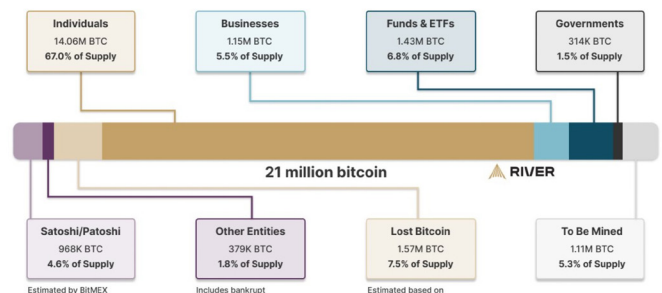 Individuals
14.06M BTC
67.0% of Supply
Businesses
1.15M BTC
5.5% of Supply
Funds & ETFs
1.43M BTC
6.8% of Supply
Governments
314K BTC
1.5% of Supply
21 million bitcoin
RIVER
Satoshi/Patoshi
968K BTC
4.6% of Supply
Other Entities
379K BTC
1.8% of Supply
Lost Bitcoin
1.57M BTC
7.5% of Supply
To Be Mined
1.11M BTC
5.3% of Supply
Estimated by BitMEX
Includes bankrupt
Estimated based on